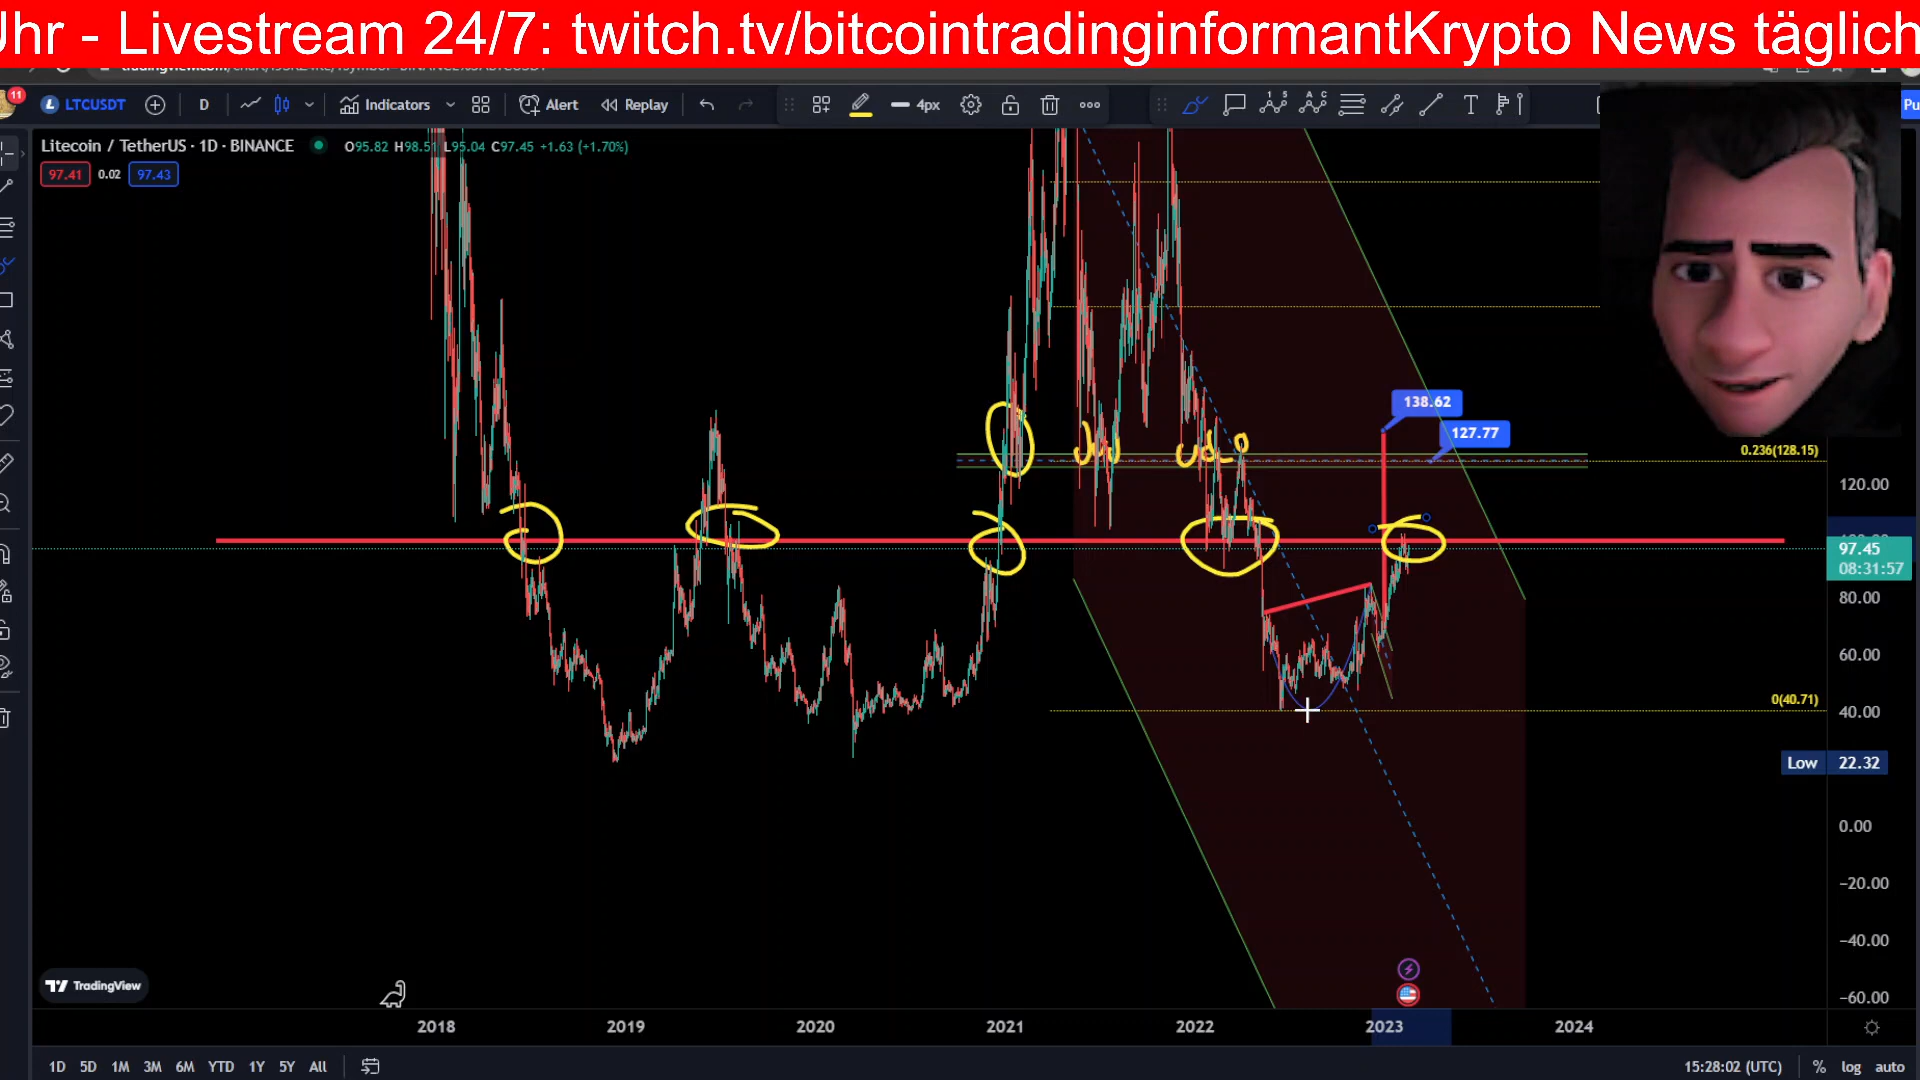 Uhr - Livestream 24/7: twitch.tv/bitcointradinginformantKrypto News täglich
11
LTCUSDT
D
Indicators
Alert
Replay
4px
Pu
Litecoin / TetherUS · 1D · BINANCE
O95.82 H98.51 L95.04 C97.45 +1.63 (+1.70%)
97.41 0.02 97.43
138.62
127.77
0.236(128.15)
120.00
97.45
08:31:57
80.00
60.00
0(40.71)
40.00
Low 22.32
0.00
−20.00
−40.00
−60.00
TradingView
2018 2019 2020 2021 2022 2023 2024
1D 5D 1M 3M 6M YTD 1Y 5Y All
15:28:02 (UTC) % log auto